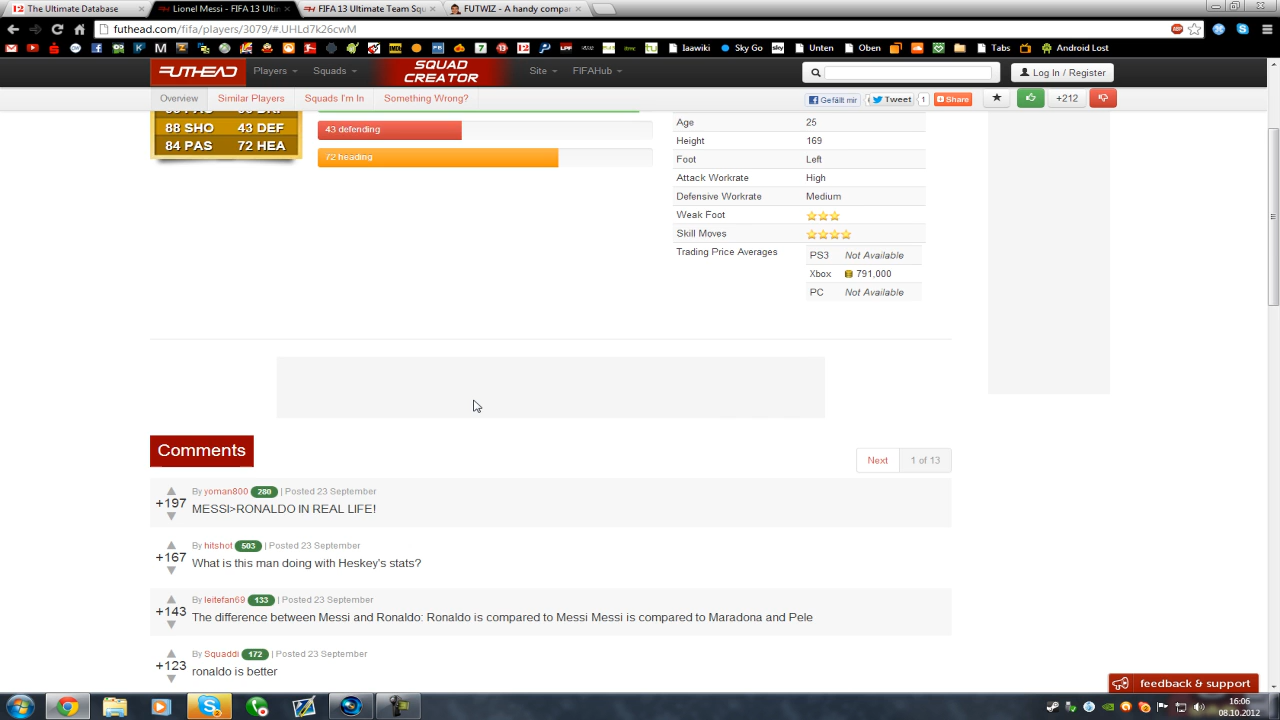 The Ultimate Database
Lionel Messi - FIFA 13 Ultim
FIFA 13 Ultimate Team Squ
FUTWIZ - A handy compar
futhead.com/fifa/players/3079/#.UHLd7k26cwM
laawiki
Sky Go
Unten
Oben
Tabs
Android Lost
FUTHEAD
Players
Squads
SQUAD
CREATOR
Site
FIFAHub
Log In / Register
Overview
Similar Players
Squads I'm In
Something Wrong?
Gefällt mir
Tweet
1
Share
+212
88 SHO
43 DEF
84 PAS
72 HEA
43 defending
72 heading
Age 25
Height 169
Foot Left
Attack Workrate High
Defensive Workrate Medium
Weak Foot
Skill Moves
Trading Price Averages
PS3 Not Available
Xbox 791,000
PC Not Available
Comments
Next 1 of 13
By yoman800 280 | Posted 23 September
+197
MESSI>RONALDO IN REAL LIFE!
By hitshot 503 | Posted 23 September
+167
What is this man doing with Heskey's stats?
By leitefan69 133 | Posted 23 September
+143
The difference between Messi and Ronaldo: Ronaldo is compared to Messi Messi is compared to Maradona and Pele
By Squaddi 172 | Posted 23 September
+123
ronaldo is better
feedback & support
16:06
08.10.2012